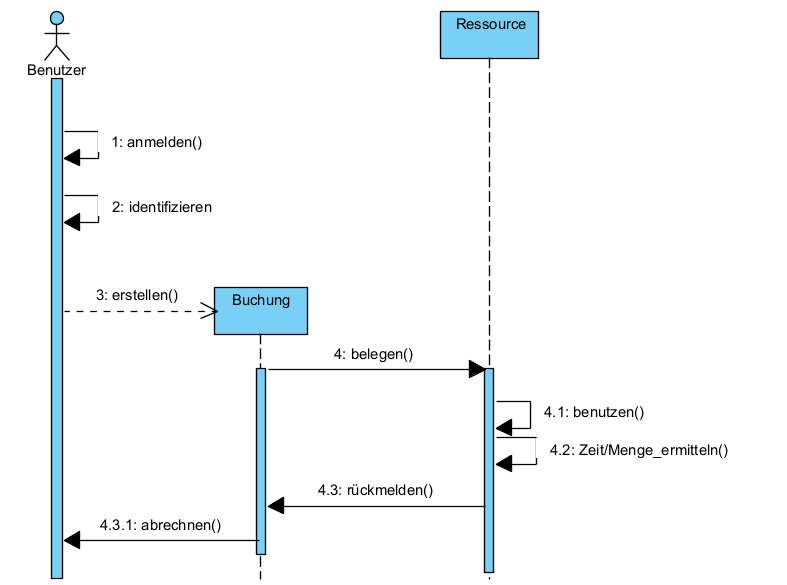 Ressource
Benutzer
1: anmelden()
2: identifizieren
3: erstellen()
Buchung
4: belegen()
4.1: benutzen()
4.2: Zeit/Menge_ermitteln()
4.3: rückmelden()
4.3.1: abrechnen()